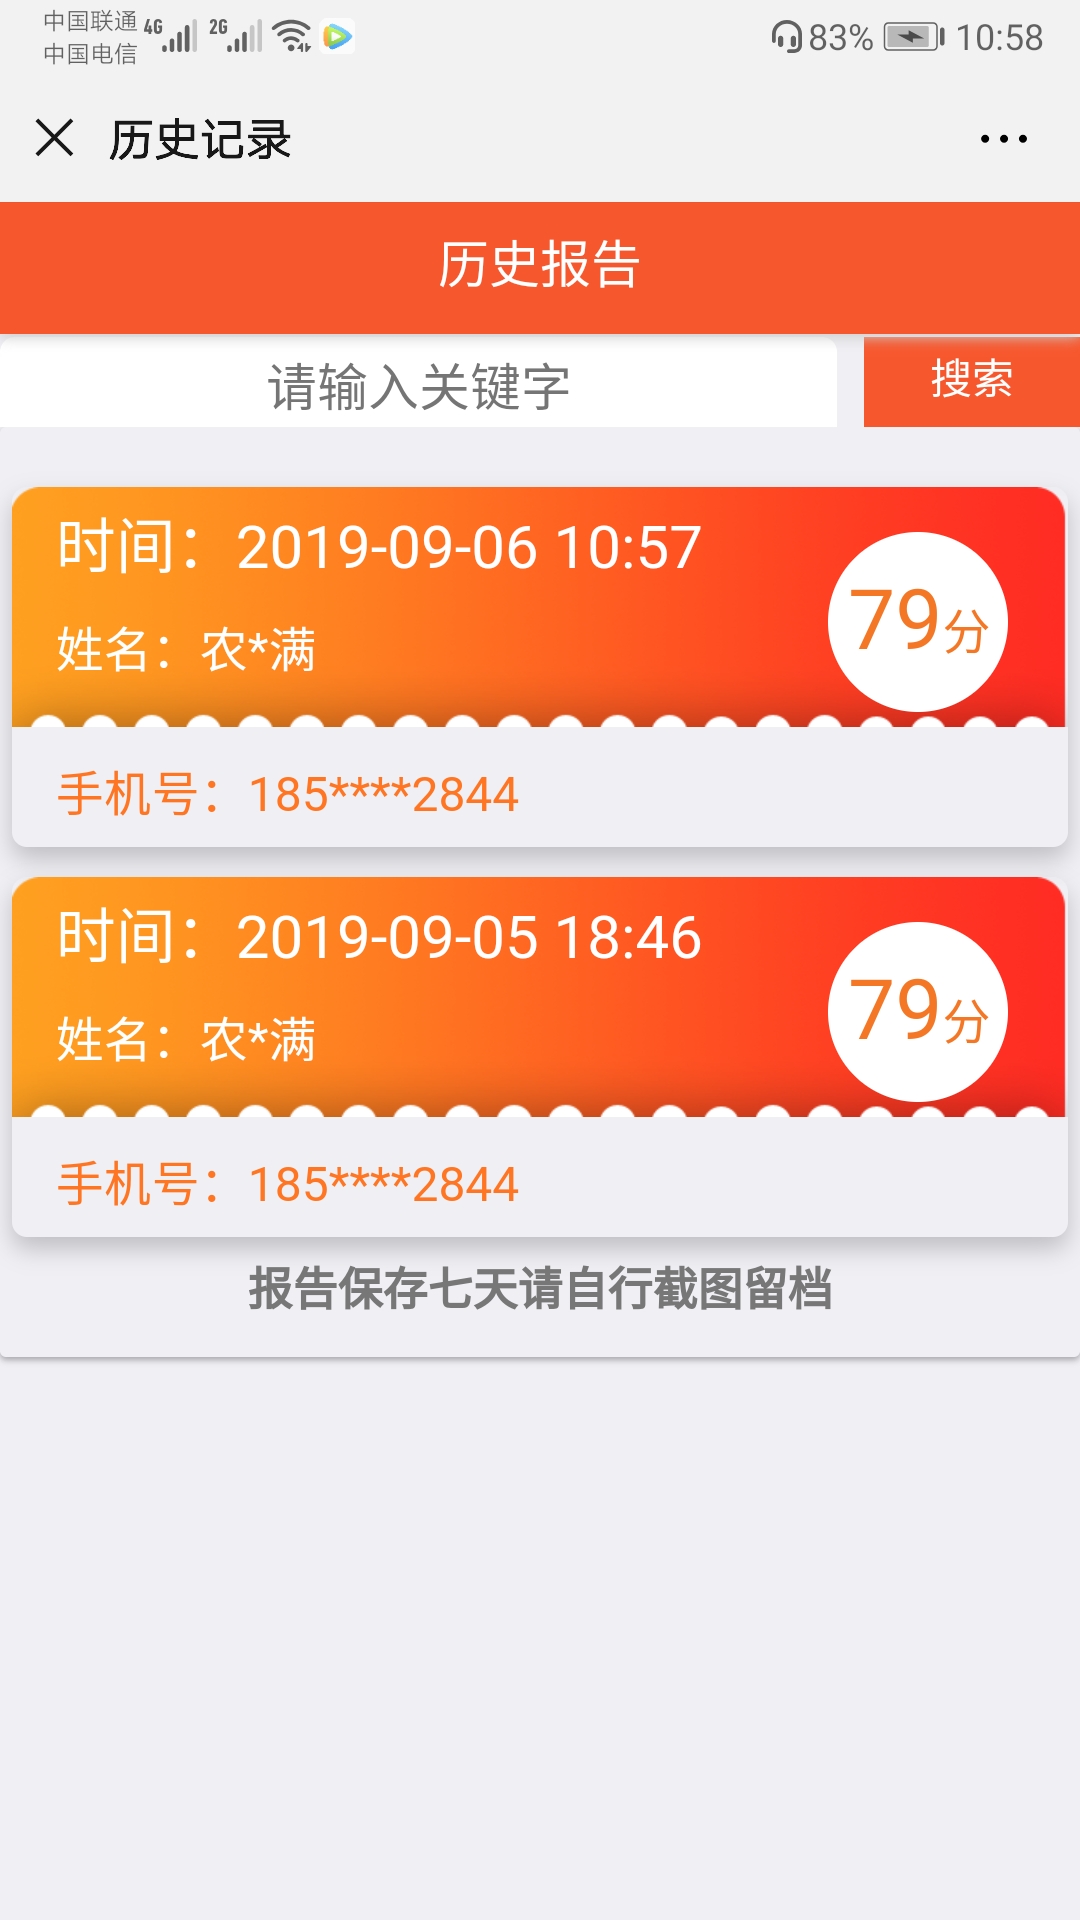 中国联通 4G 2G 83% 10:58
中国电信
历史记录
历史报告
请输入关键字 搜索
时间：2019-09-06 10:57
姓名：农*满
79分
手机号：185****2844
时间：2019-09-05 18:46
姓名：农*满
79分
手机号：185****2844
报告保存七天请自行截图留档